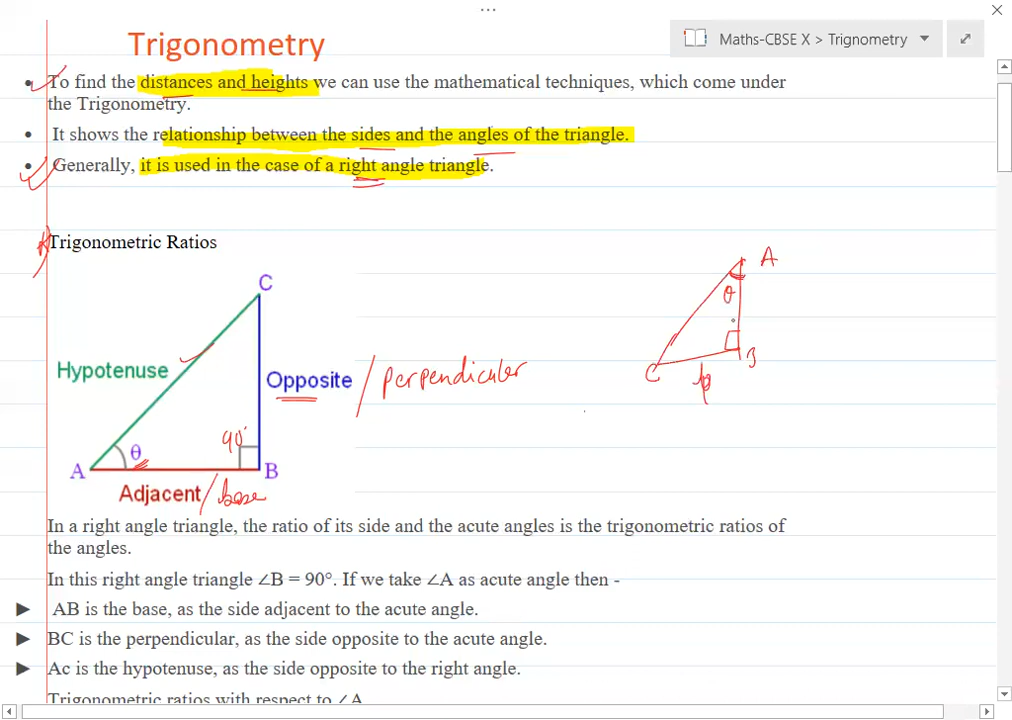 Trigonometry
Maths-CBSE X > Trignometry
To find the distances and heights we can use the mathematical techniques, which come under
the Trigonometry.
It shows the relationship between the sides and the angles of the triangle.
Generally, it is used in the case of a right angle triangle.
Trigonometric Ratios
C
A
θ
Hypotenuse
Opposite / perpendicular
B
C
p
90°
θ
A
B
Adjacent / base
In a right angle triangle, the ratio of its side and the acute angles is the trigonometric ratios of
the angles.
In this right angle triangle ∠B = 90°. If we take ∠A as acute angle then -
AB is the base, as the side adjacent to the acute angle.
BC is the perpendicular, as the side opposite to the acute angle.
Ac is the hypotenuse, as the side opposite to the right angle.
Trigonometric ratios with respect to ∠A